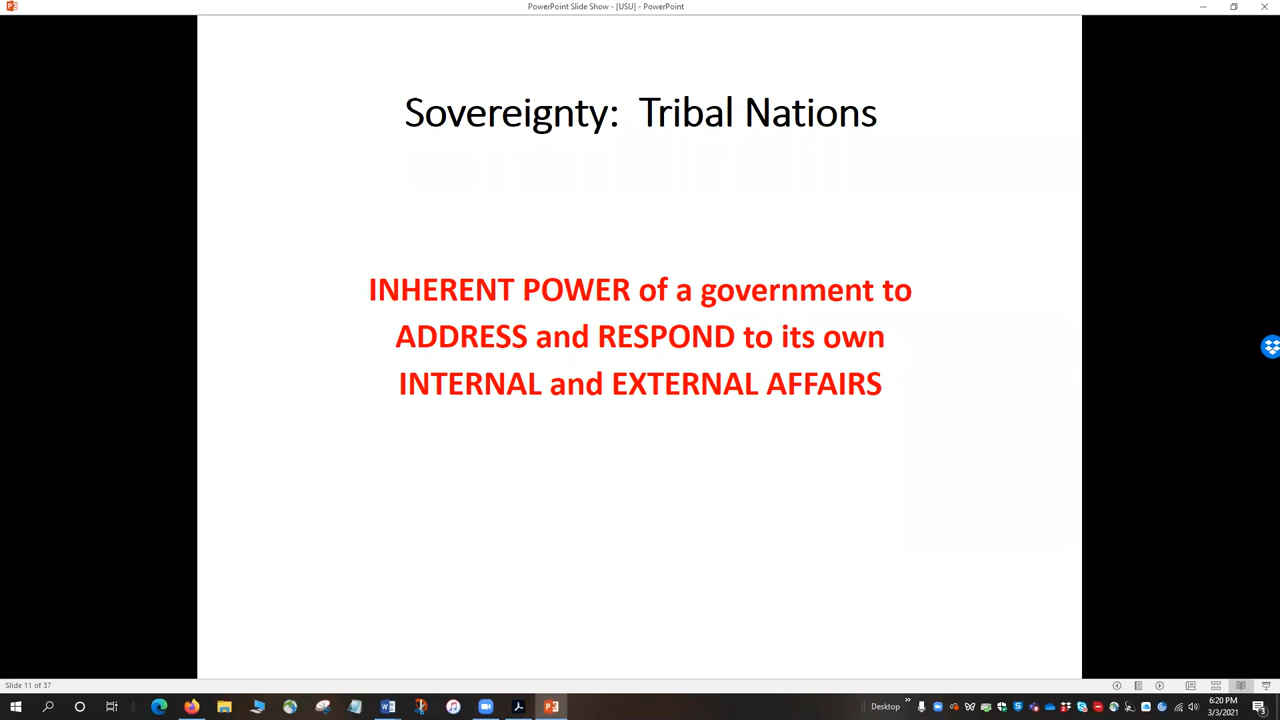 PowerPoint Slide Show - [USU] - PowerPoint
Sovereignty: Tribal Nations
INHERENT POWER of a government to
ADDRESS and RESPOND to its own
INTERNAL and EXTERNAL AFFAIRS
Slide 11 of 37
Desktop
6:20 PM
3/3/2021